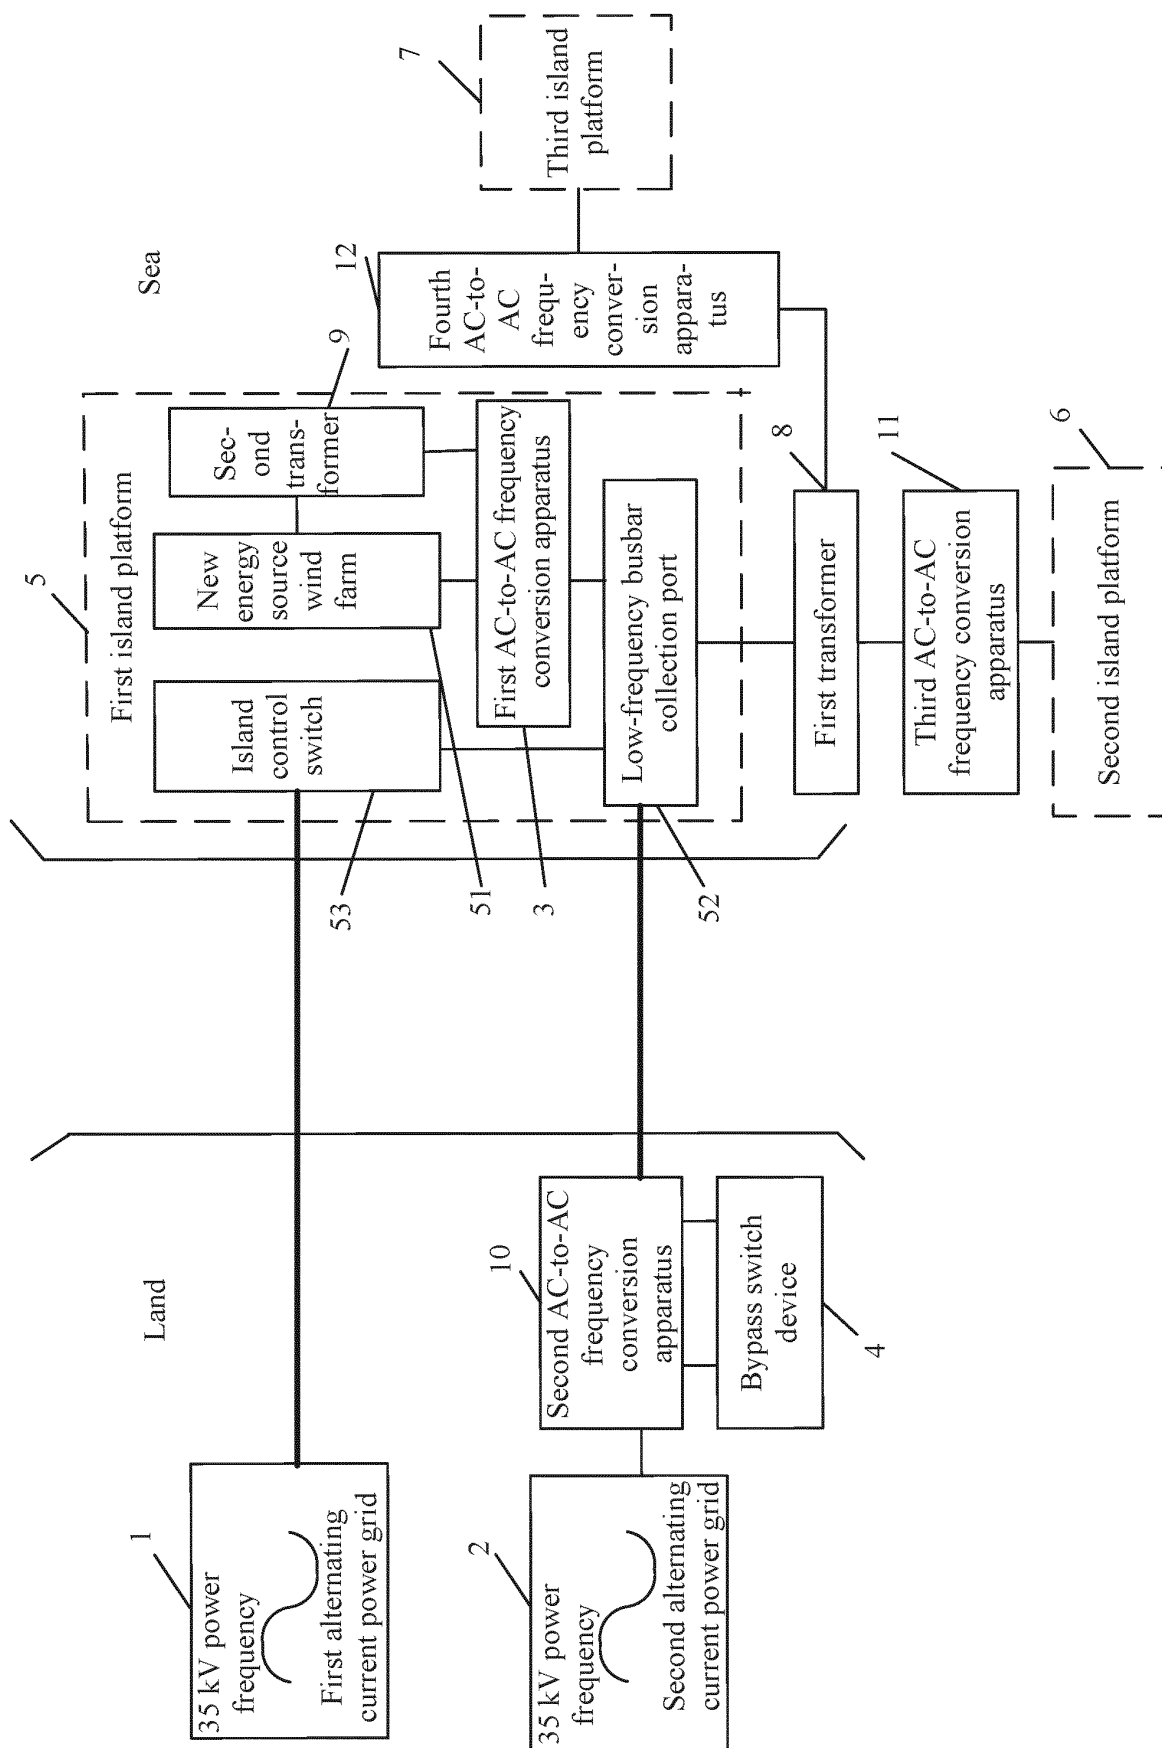 Land
Sea
1
35 kV power
frequency
First alternating
current power grid
2
35 kV power
frequency
Second alternating
current power grid
10
Second AC-to-AC
frequency
conversion
apparatus
Bypass switch
device
4
5
First island platform
Island
control
switch
53
New
energy
source
wind
farm
51
Sec-
ond
trans-
former
9
First AC-to-AC frequency
conversion apparatus
3
Low-frequency busbar
collection port
52
12
Fourth
AC-to-
AC
frequ-
ency
conver-
sion
appara-
tus
7
Third island
platform
8
First transformer
11
Third AC-to-AC
frequency conversion
apparatus
6
Second island platform